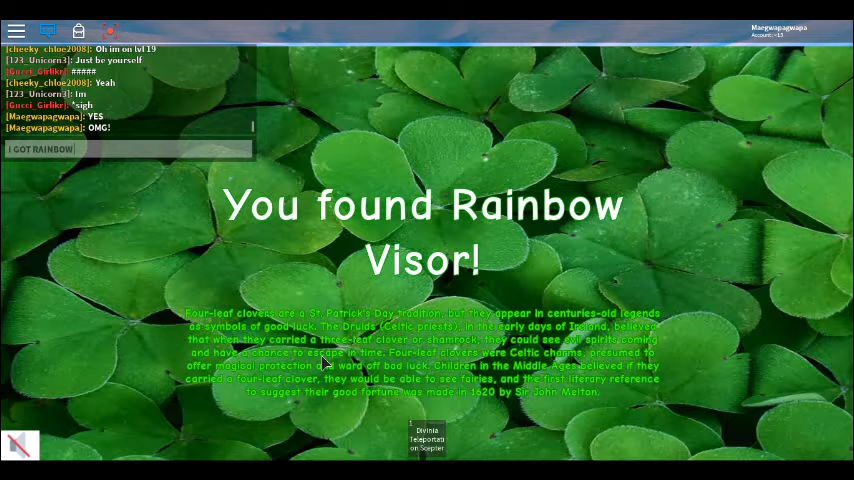 Maegwapagwapa
Account: <13
[cheeky_chloe2008]: Oh im on lvl 19
[123_Unicorn3]: Just be yourself
[Gucci_Girlikr]: #####
[cheeky_chloe2008]: Yeah
[123_Unicorn3]: Im
[Gucci_Girlikr]: *sigh
[Maegwapagwapa]: YES
[Maegwapagwapa]: OMG!
I GOT RAINBOW
You found Rainbow
Visor!
Four-leaf clovers are a St. Patrick's Day tradition, but they appear in centuries-old legends
as symbols of good luck. The Druids (Celtic priests), in the early days of Ireland, believed
that when they carried a three-leaf clover or shamrock, they could see evil spirits coming
and have a chance to escape in time. Four-leaf clovers were Celtic charms, presumed to
offer magical protection and ward off bad luck. Children in the Middle Ages believed if they
carried a four-leaf clover, they would be able to see fairies, and the first literary reference
to suggest their good fortune was made in 1620 by Sir John Melton.
1
Divinia
Teleportati
on Scepter